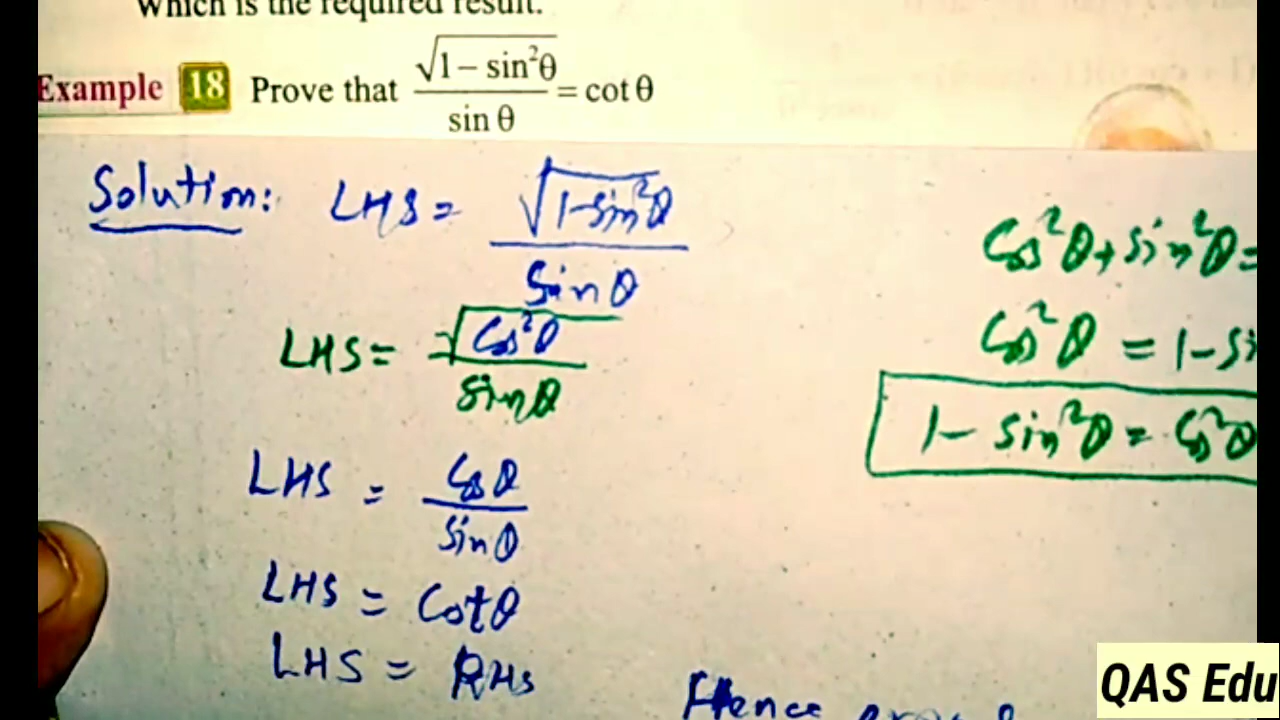 Which is the required result.
Example 18 Prove that √(1 − sin²θ) / sin θ = cot θ
Solution: LHS = √(1-sin²θ) / Sinθ
LHS = √(Cos²θ) / sinθ
LHS = Cosθ / sinθ
LHS = Cotθ
LHS = RHS
Hence
Cos²θ + sin²θ =
Cos²θ = 1 - si
1 - sin²θ = Cos²θ
QAS Edu